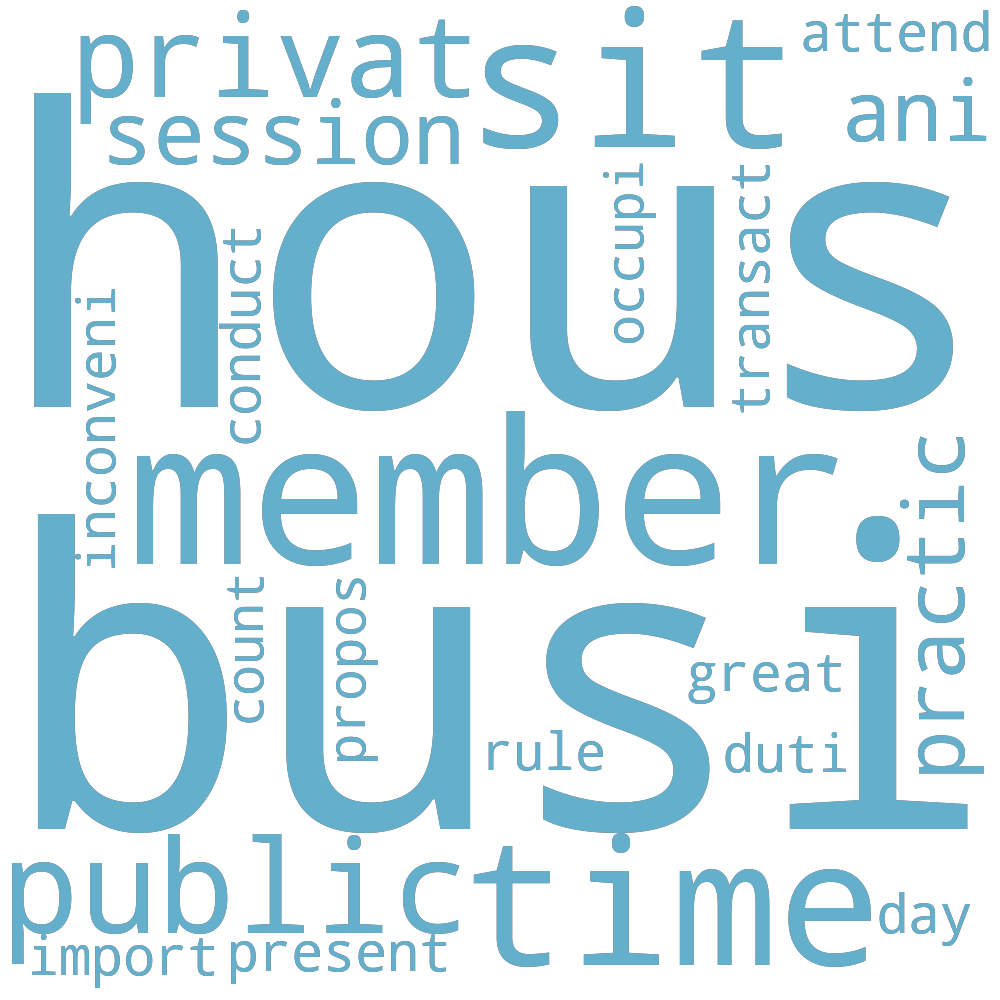 privat
sit
attend
session
ani
hous
occupi
transact
conduct
inconveni
member
practic
busi
count
propos
great
rule
duti
public
time
day
import
present